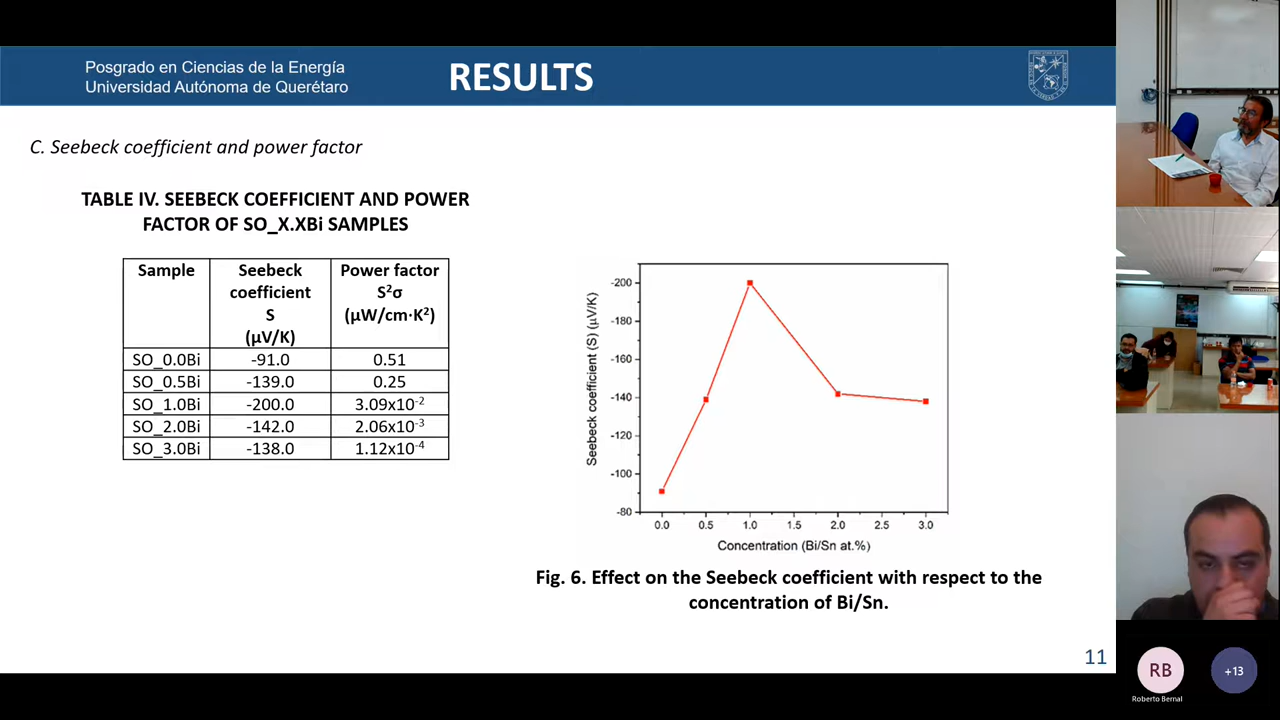 Posgrado en Ciencias de la Energía
Universidad Autónoma de Querétaro
RESULTS
C. Seebeck coefficient and power factor
TABLE IV. SEEBECK COEFFICIENT AND POWER
FACTOR OF SO_X.XBi SAMPLES
Sample Seebeck coefficient S (µV/K) Power factor S²σ (µW/cm·K²)
SO_0.0Bi -91.0 0.51
SO_0.5Bi -139.0 0.25
SO_1.0Bi -200.0 3.09x10⁻²
SO_2.0Bi -142.0 2.06x10⁻³
SO_3.0Bi -138.0 1.12x10⁻⁴
Seebeck coefficient (S) (µV/K)
-200
-180
-160
-140
-120
-100
-80
0.0 0.5 1.0 1.5 2.0 2.5 3.0
Concentration (Bi/Sn at.%)
Fig. 6. Effect on the Seebeck coefficient with respect to the
concentration of Bi/Sn.
11
RB
Roberto Bernal
+13